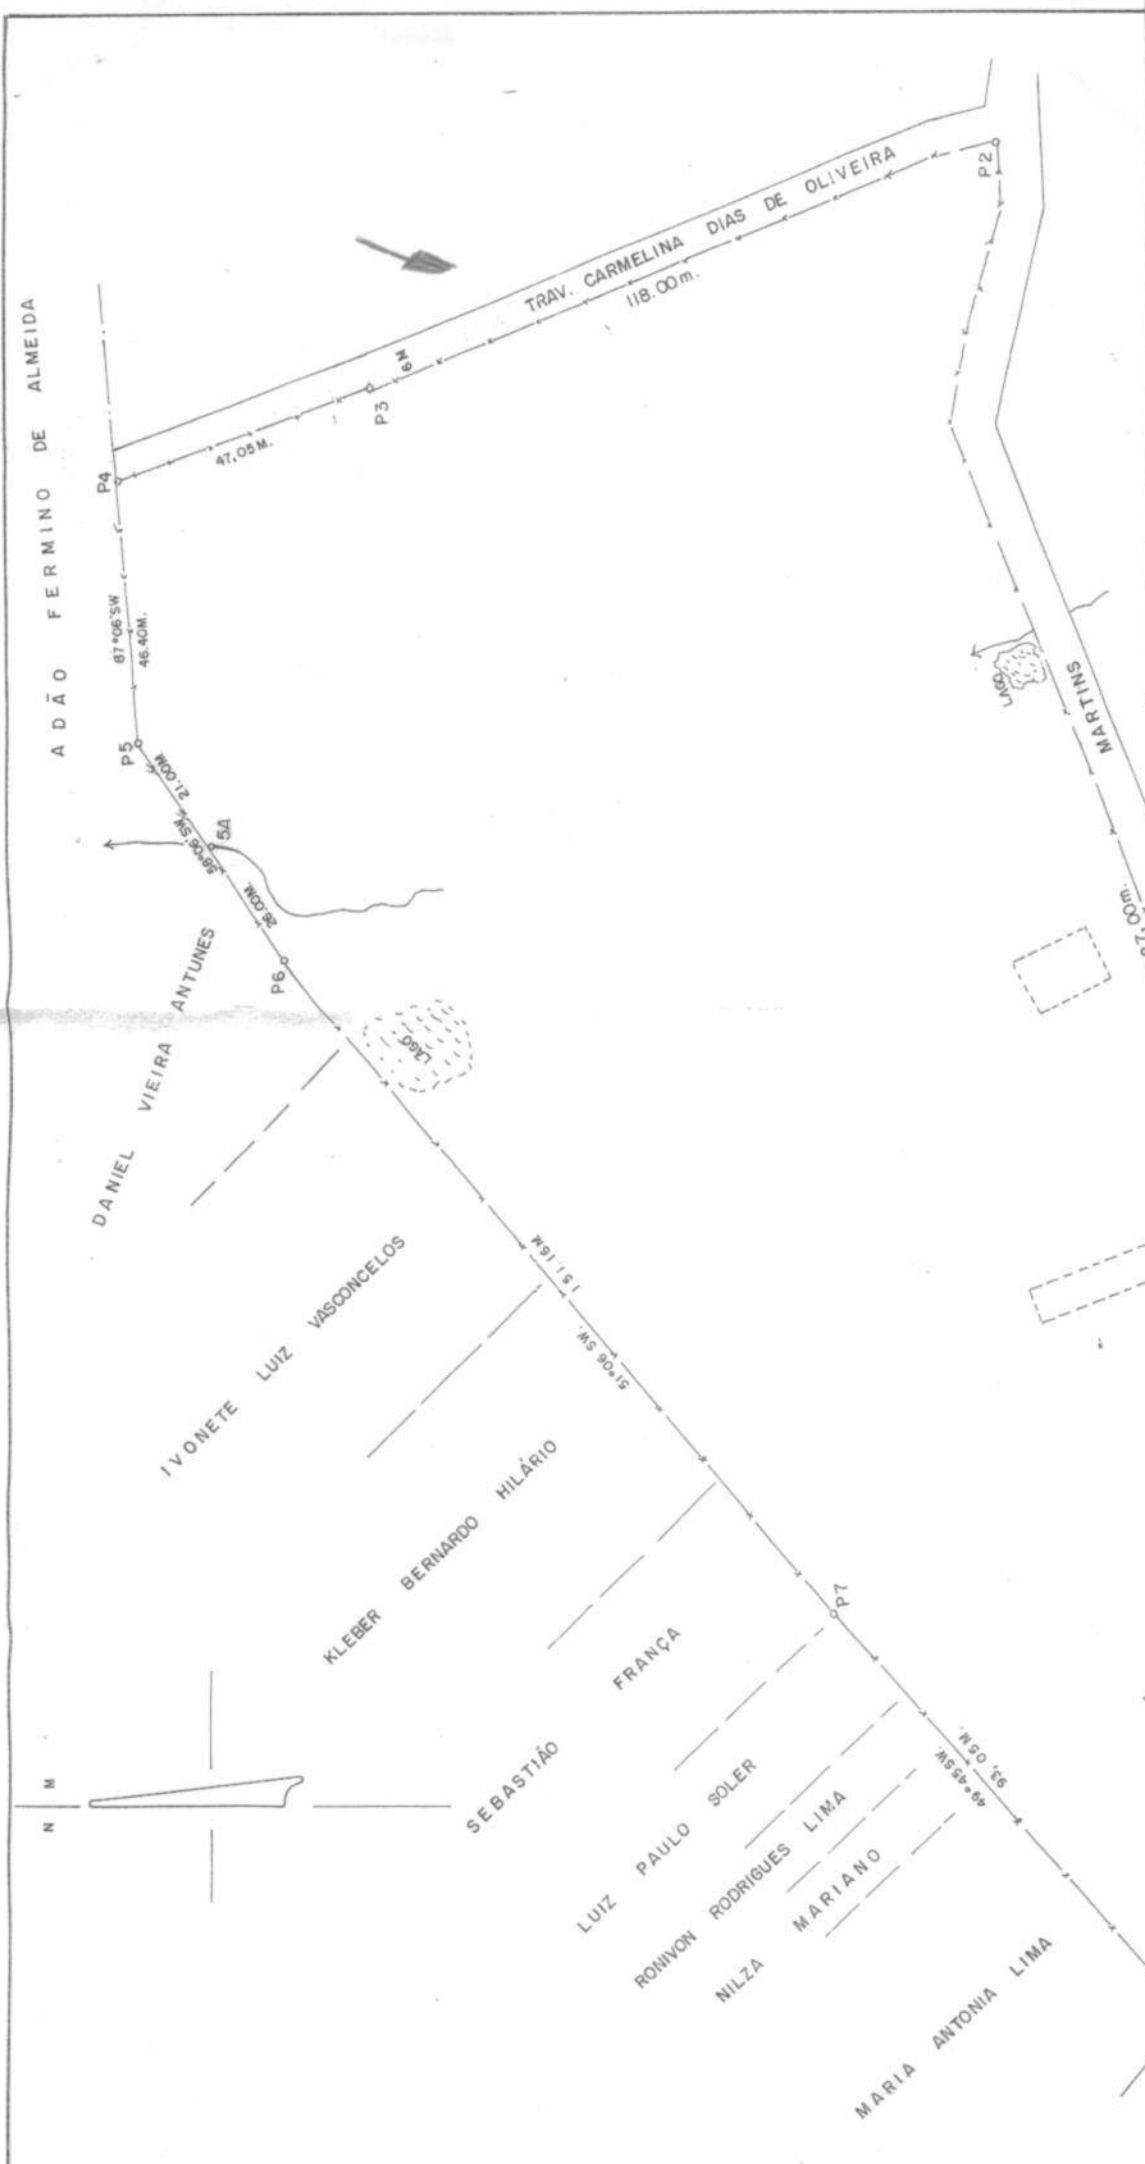 ADÃO FERMINO DE ALMEIDA
TRAV. CARMELINA DIAS DE OLIVEIRA
118.00m.
P2
6M
P3
47,05M.
P4
87°06'SW
46.40M.
P5
21.00M
58°06'SW
5A
26.00M.
P6
LAGO
MARTINS
LAGO
DANIEL VIEIRA ANTUNES
IVONETE LUIZ VASCONCELOS
151,16M.
51°06 SW.
KLEBER BERNARDO HILÁRIO
SEBASTIÃO FRANÇA
P7
LUIZ PAULO SOLER
RONIVON RODRIGUES LIMA
NILZA MARIANO
49°45SW.
93,05M.
MARIA ANTONIA LIMA
N M